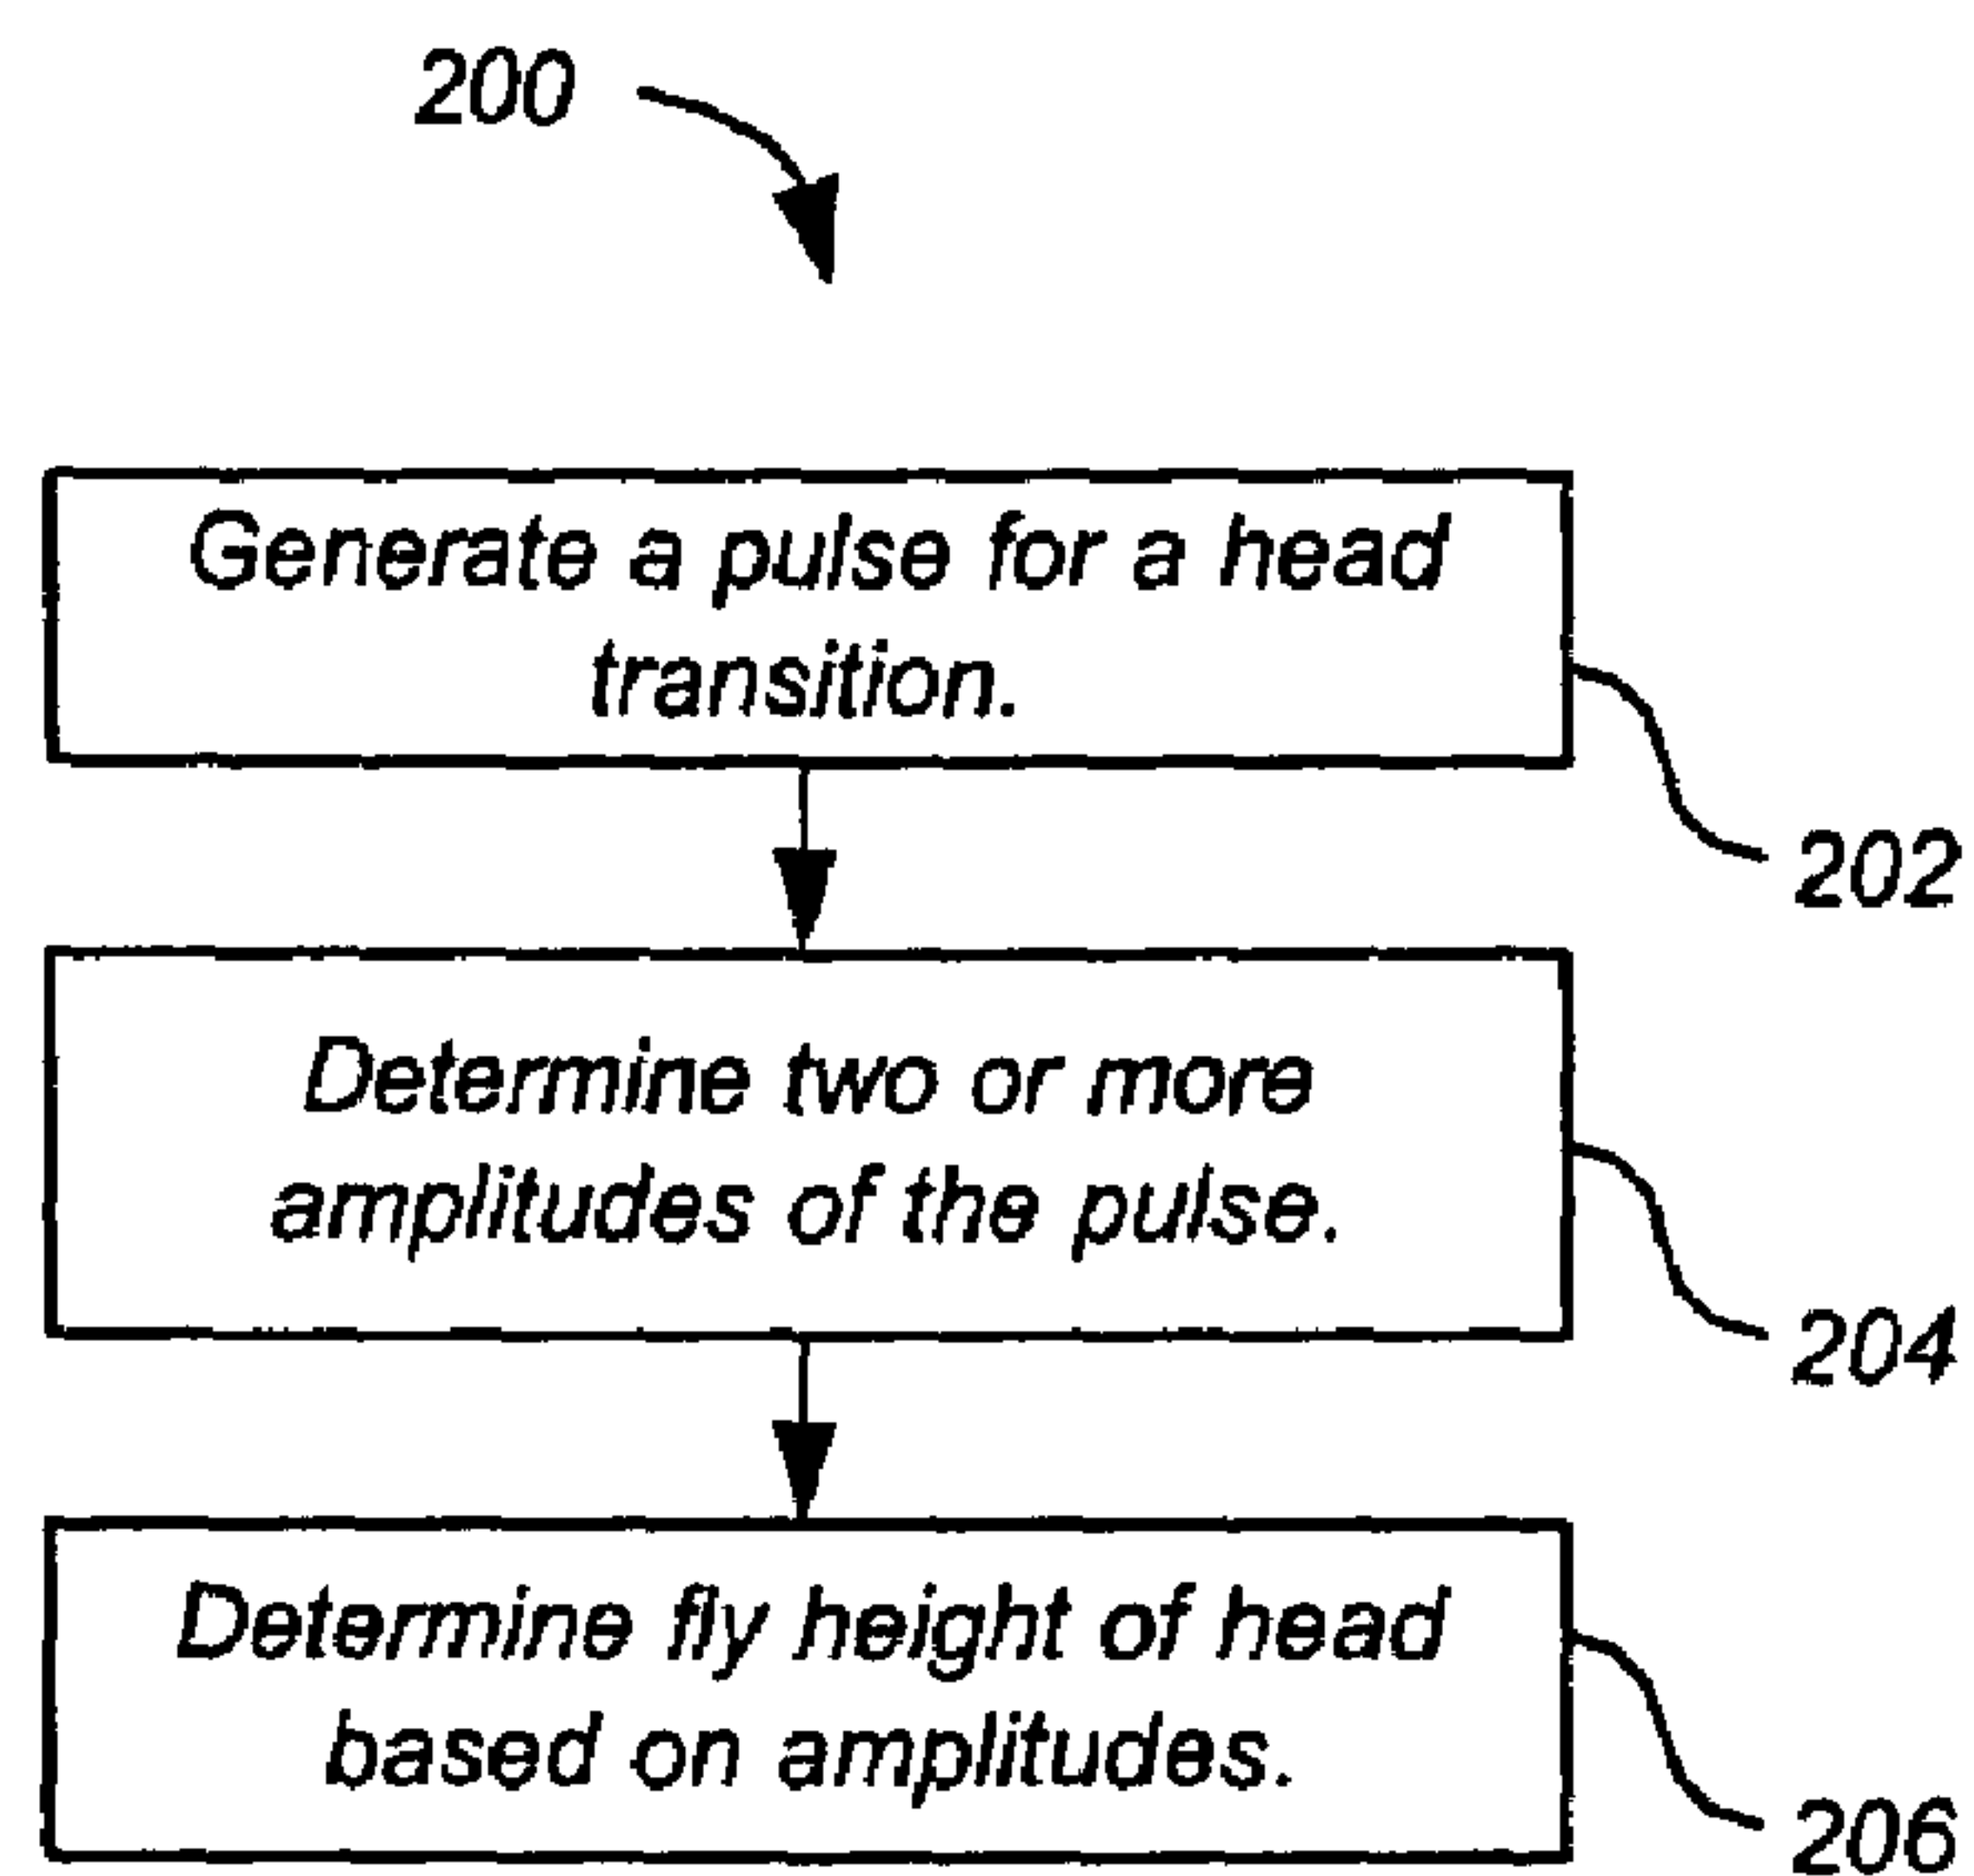 200
Generate a pulse for a head
transition.
202
Determine two or more
amplitudes of the pulse.
204
Determine fly height of head
based on amplitudes.
206